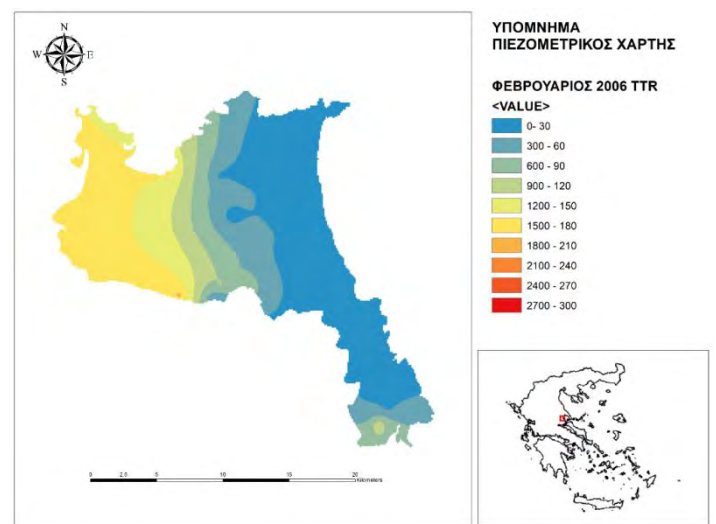 N
W E
S
ΥΠΟΜΝΗΜΑ
ΠΙΕΖΟΜΕΤΡΙΚΟΣ ΧΑΡΤΗΣ
ΦΕΒΡΟΥΑΡΙΟΣ 2006 TTR
<VALUE>
0- 30
300 - 60
600 - 90
900 - 120
1200 - 150
1500 - 180
1800 - 210
2100 - 240
2400 - 270
2700 - 300
0 2,5 5 10 15 20
Kilometers